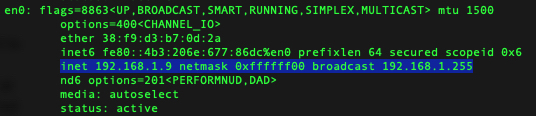 en0: flags=8863<UP,BROADCAST,SMART,RUNNING,SIMPLEX,MULTICAST> mtu 1500
options=400<CHANNEL_IO>
ether 38:f9:d3:b7:0d:2a
inet6 fe80::4b3:206e:677:86dc%en0 prefixlen 64 secured scopeid 0x6
inet 192.168.1.9 netmask 0xffffff00 broadcast 192.168.1.255
nd6 options=201<PERFORMNUD,DAD>
media: autoselect
status: active